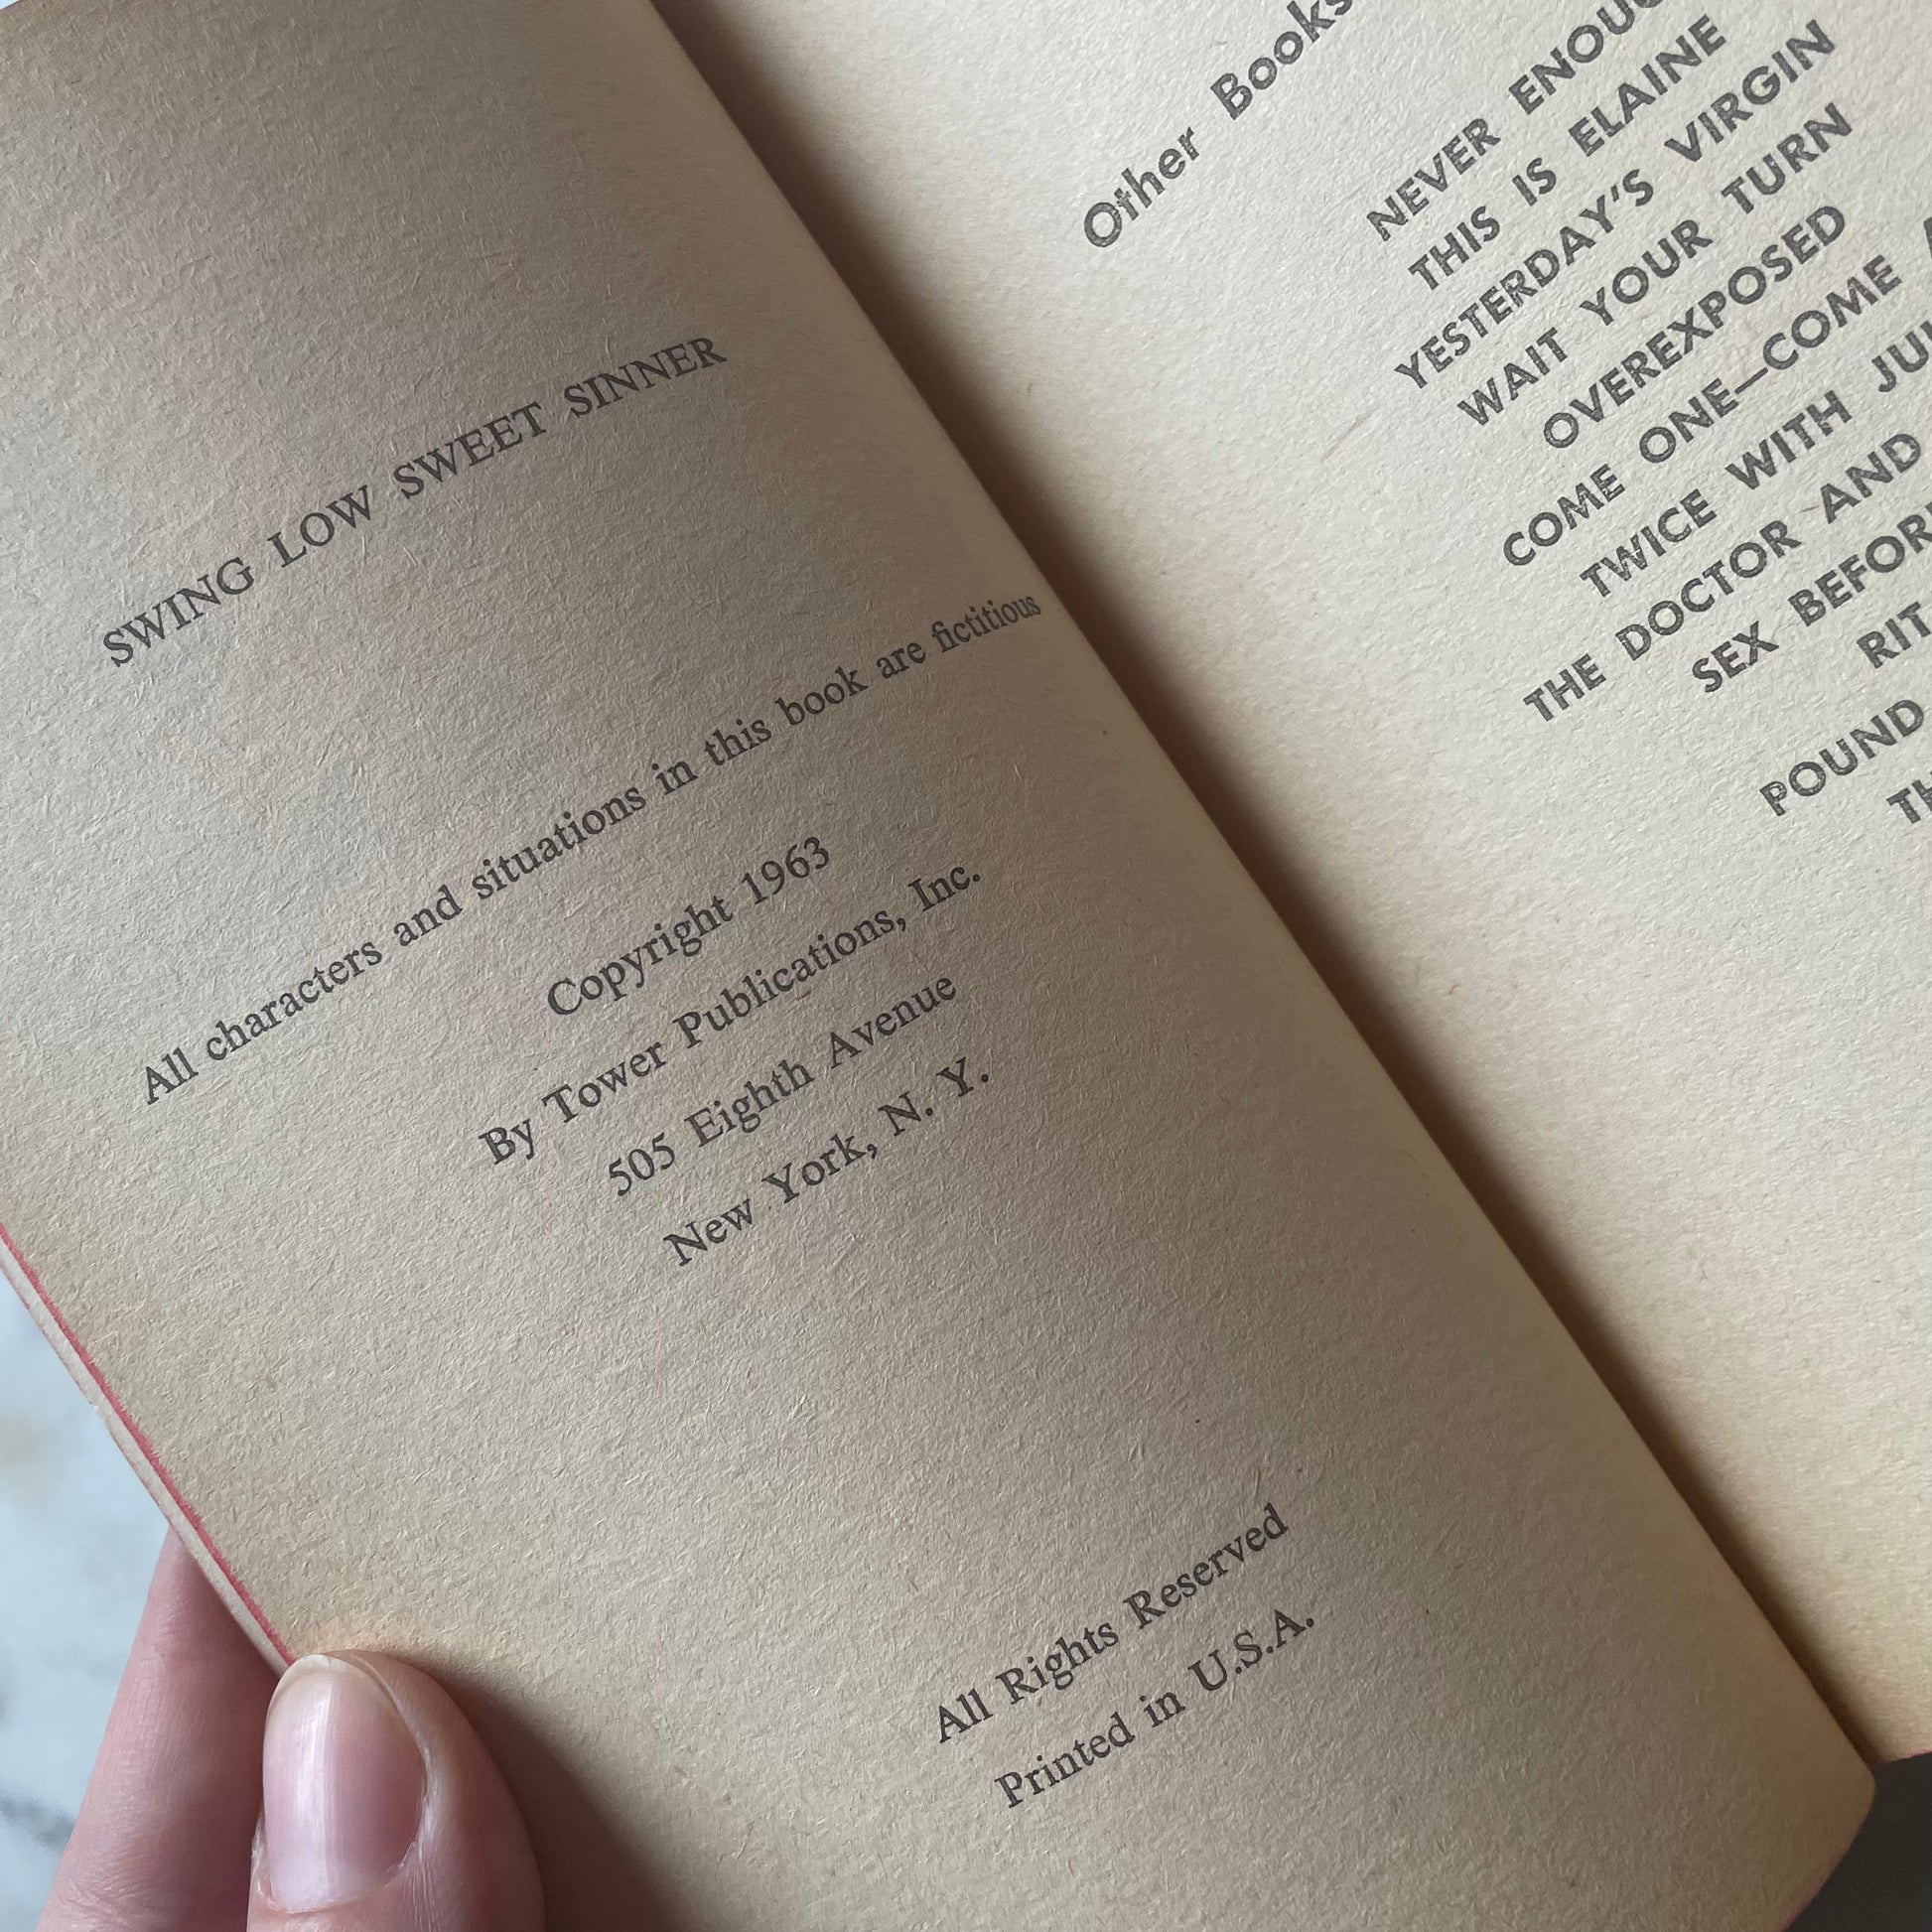 SWING LOW SWEET SINNER
All characters and situations in this book are fictitious
Copyright 1963
By Tower Publications, Inc.
505 Eighth Avenue
New York, N. Y.
All Rights Reserved
Printed in U.S.A.
Other Books
NEVER
THIS IS ELAINE
YESTERDAY'S VIRGIN
WAIT YOUR TURN
OVEREXPOSED
COME ONE—COME
TWICE WITH
THE DOCTOR AND
SEX
POUND